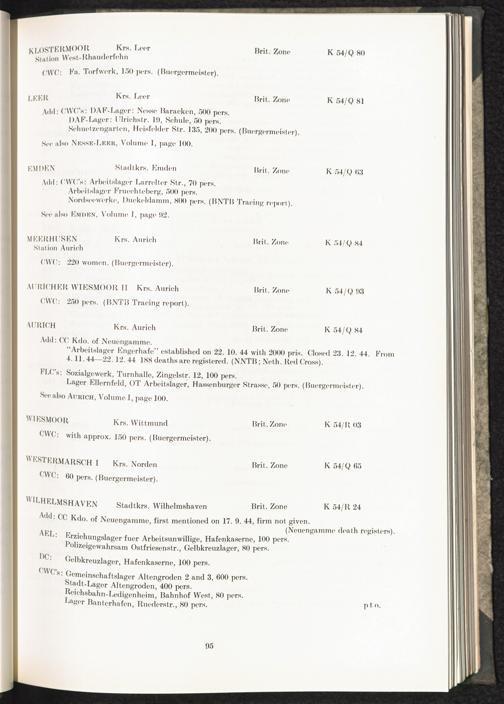 KLOSTERMOOR Krs. Leer Brit. Zone K 54/Q 80
Station West-Rhauderfehn
CWC: Fa. Torfwerk, 150 pers. (Buergermeister).
LEER Krs. Leer Brit. Zone K 54/Q 81
Add: CWC's: DAF-Lager: Nesse Baracken, 500 pers.
DAF-Lager: Ulrichstr. 19, Schule, 50 pers.
Schuetzengarten, Heisfelder Str. 135, 200 pers. (Buergermeister).
See also NESSE-LEER, Volume I, page 100.
EMDEN Stadtkrs. Emden Brit. Zone K 54/Q 63
Add: CWC's: Arbeitslager Larrelter Str., 70 pers.
Arbeitslager Fruechteberg, 500 pers.
Nordseewerke, Duckeldamm, 800 pers. (BNTB Tracing report).
See also EMDEN, Volume I, page 92.
MEERHUSEN Krs. Aurich Brit. Zone K 54/Q 84
Station Aurich
CWC: 220 women. (Buergermeister).
AURICHER WIESMOOR II Krs. Aurich Brit. Zone K 54/Q 93
CWC: 250 pers. (BNTB Tracing report).
AURICH Krs. Aurich Brit. Zone K 54/Q 84
Add: CC Kdo. of Neuengamme.
"Arbeitslager Engerhafe" established on 22. 10. 44 with 2000 pris. Closed 23. 12. 44. From
4. 11. 44—22. 12. 44 188 deaths are registered. (NNTB; Neth. Red Cross).
FLC's: Sozialgewerk, Turnhalle, Zingelstr. 12, 100 pers.
Lager Ellernfeld, OT Arbeitslager, Hassenburger Strasse, 50 pers. (Buergermeister).
See also AURICH, Volume I, page 100.
WIESMOOR Krs. Wittmund Brit. Zone K 54/R 03
CWC: with approx. 150 pers. (Buergermeister).
WESTERMARSCH I Krs. Norden Brit. Zone K 54/Q 65
CWC: 60 pers. (Buergermeister).
WILHELMSHAVEN Stadtkrs. Wilhelmshaven Brit. Zone K 54/R 24
Add: CC Kdo. of Neuengamme, first mentioned on 17. 9. 44, firm not given.
(Neuengamme death registers).
AEL: Erziehungslager fuer Arbeitsunwillige, Hafenkaserne, 100 pers.
Polizeigewahrsam Ostfriesenstr., Gelbkreuzlager, 80 pers.
DC: Gelbkreuzlager, Hafenkaserne, 100 pers.
CWC's: Gemeinschaftslager Altengroden 2 and 3, 600 pers.
Stadt-Lager Altengroden, 400 pers.
Reichsbahn-Ledigenheim, Bahnhof West, 80 pers.
Lager Banterhafen, Ruederstr., 80 pers. p t o.
95